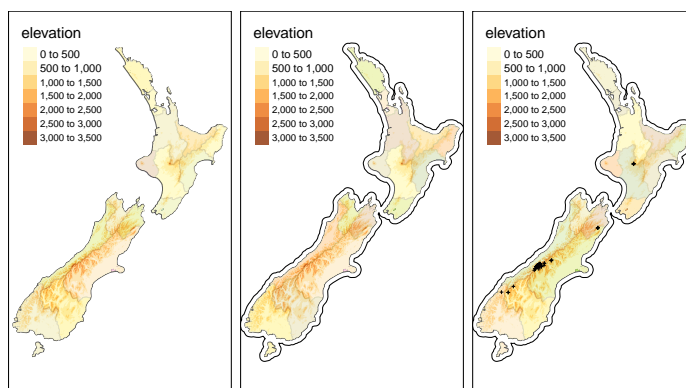 elevation
0 to 500
500 to 1,000
1,000 to 1,500
1,500 to 2,000
2,000 to 2,500
2,500 to 3,000
3,000 to 3,500
elevation
0 to 500
500 to 1,000
1,000 to 1,500
1,500 to 2,000
2,000 to 2,500
2,500 to 3,000
3,000 to 3,500
elevation
0 to 500
500 to 1,000
1,000 to 1,500
1,500 to 2,000
2,000 to 2,500
2,500 to 3,000
3,000 to 3,500